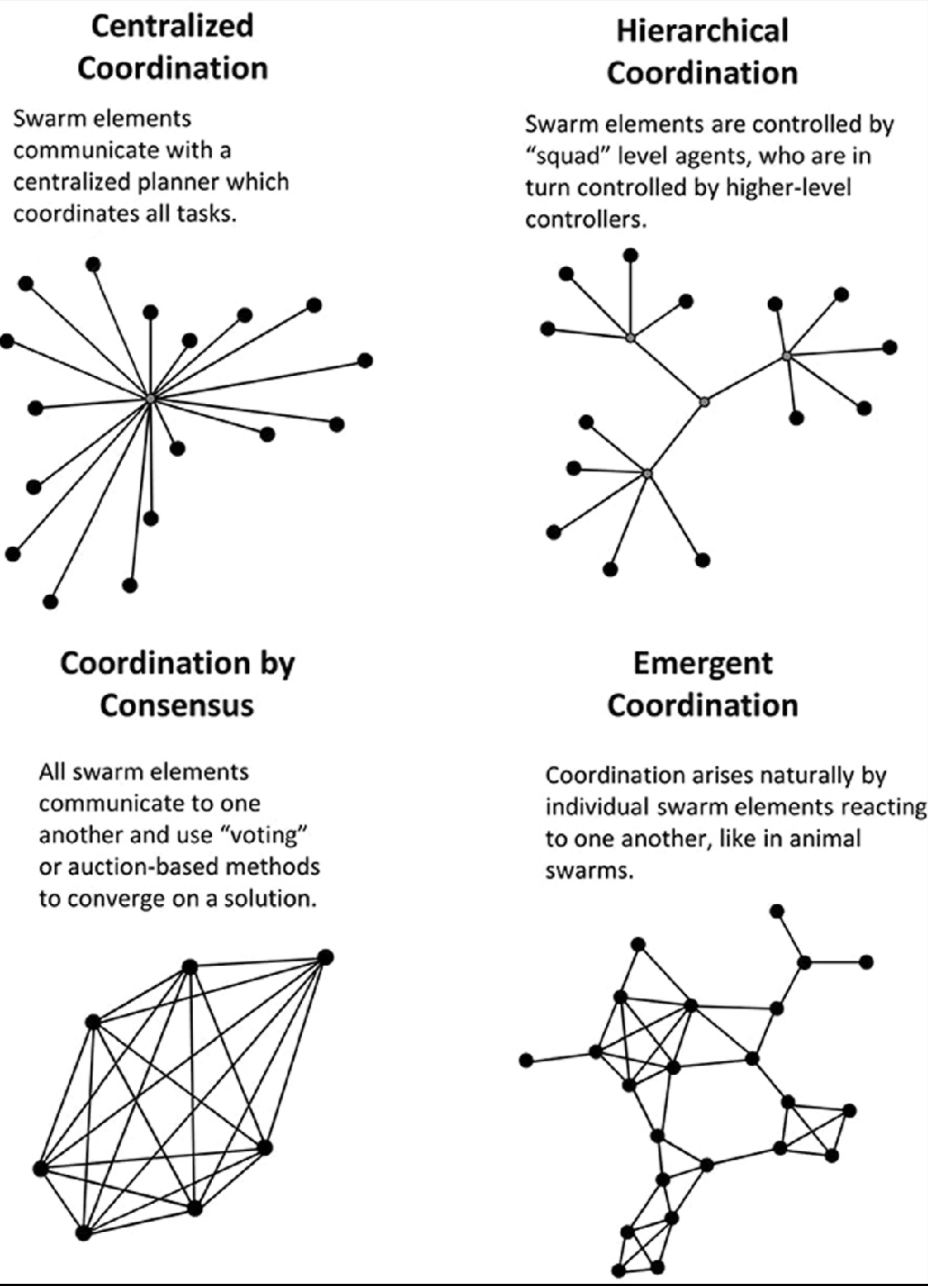 Centralized
Coordination
Swarm elements
communicate with a
centralized planner which
coordinates all tasks.
Hierarchical
Coordination
Swarm elements are controlled by
“squad” level agents, who are in
turn controlled by higher-level
controllers.
Coordination by
Consensus
All swarm elements
communicate to one
another and use “voting”
or auction-based methods
to converge on a solution.
Emergent
Coordination
Coordination arises naturally by
individual swarm elements reacting
to one another, like in animal
swarms.